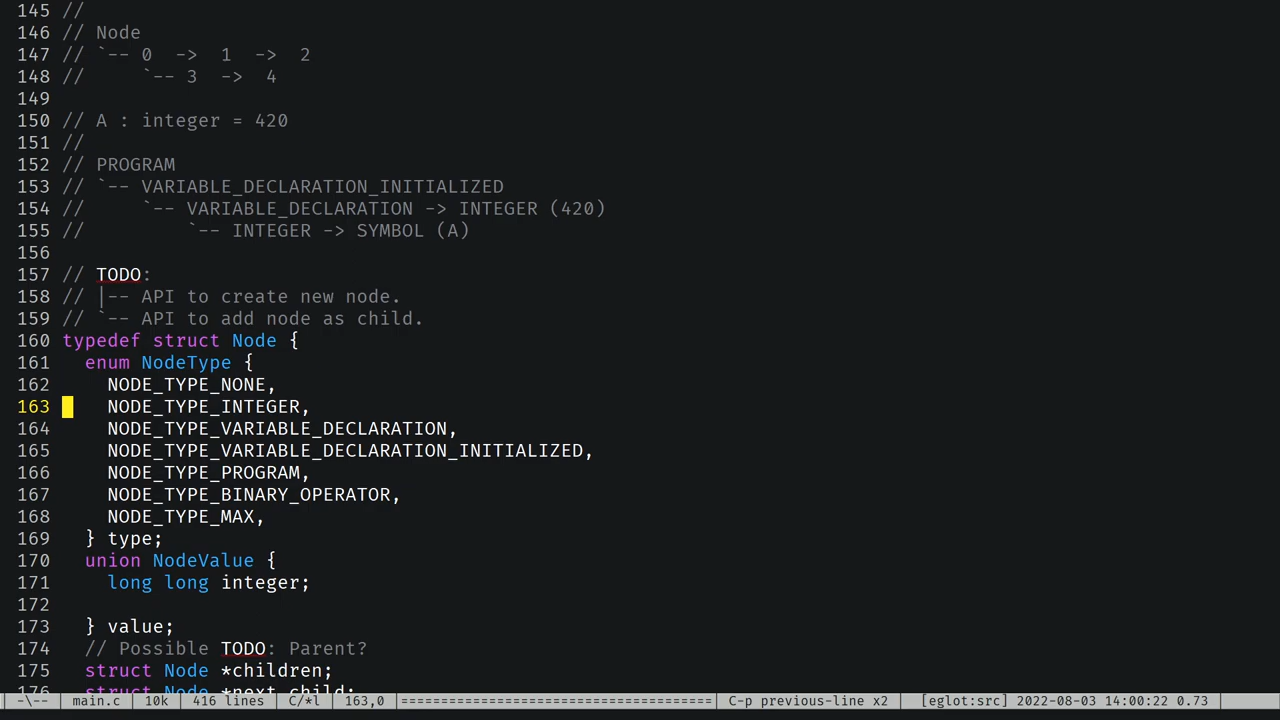 145 //
146 // Node
147 // `-- 0  ->  1  ->  2
148 //     `-- 3  ->  4
149
150 // A : integer = 420
151 //
152 // PROGRAM
153 // `-- VARIABLE_DECLARATION_INITIALIZED
154 //     `-- VARIABLE_DECLARATION -> INTEGER (420)
155 //         `-- INTEGER -> SYMBOL (A)
156
157 // TODO:
158 // |-- API to create new node.
159 // `-- API to add node as child.
160 typedef struct Node {
161   enum NodeType {
162     NODE_TYPE_NONE,
163     NODE_TYPE_INTEGER,
164     NODE_TYPE_VARIABLE_DECLARATION,
165     NODE_TYPE_VARIABLE_DECLARATION_INITIALIZED,
166     NODE_TYPE_PROGRAM,
167     NODE_TYPE_BINARY_OPERATOR,
168     NODE_TYPE_MAX,
169   } type;
170   union NodeValue {
171     long long integer;
172
173   } value;
174   // Possible TODO: Parent?
175   struct Node *children;
176   struct Node *next_child;
-\-- main.c 10k 416 lines C/*l 163,0 ==================================== C-p previous-line x2 [eglot:src] 2022-08-03 14:00:22 0.73